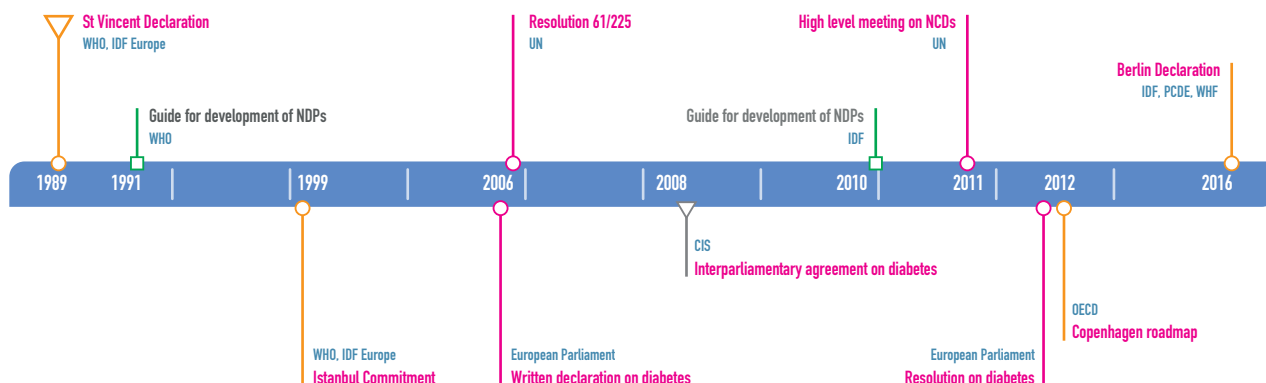 St Vincent Declaration
WHO, IDF Europe
Resolution 61/225
UN
High level meeting on NCDs
UN
Berlin Declaration
IDF, PCDE, WHF
Guide for development of NDPs
WHO
Guide for development of NDPs
IDF
1989 1991 1999 2006 2008 2010 2011 2012 2016
CIS
Interparliamentary agreement on diabetes
OECD
Copenhagen roadmap
WHO, IDF Europe
Istanbul Commitment
European Parliament
Written declaration on diabetes
European Parliament
Resolution on diabetes